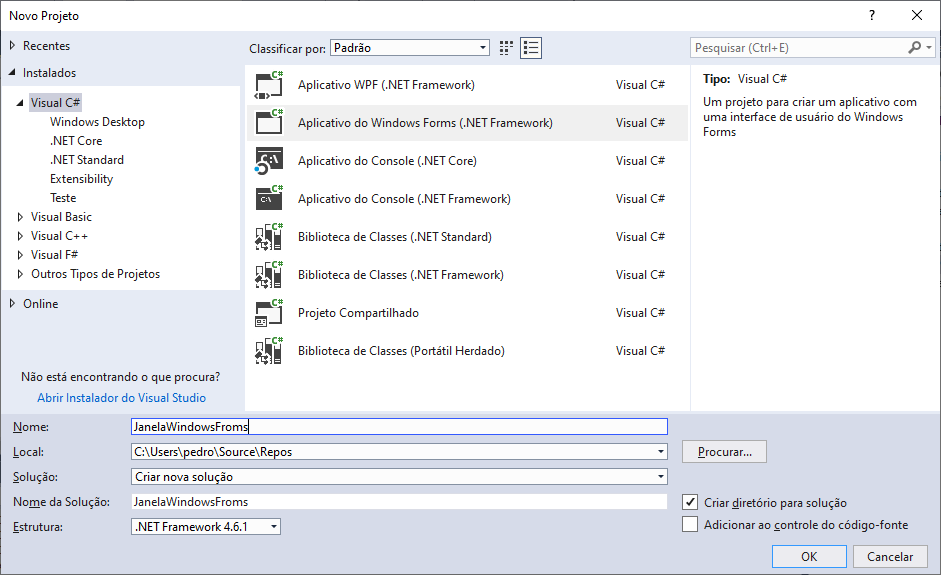 Novo Projeto
?
Recentes
Instalados
Visual C#
Windows Desktop
.NET Core
.NET Standard
Extensibility
Teste
Visual Basic
Visual C++
Visual F#
Outros Tipos de Projetos
Online
Não está encontrando o que procura?
Abrir Instalador do Visual Studio
Classificar por: Padrão
C# Aplicativo WPF (.NET Framework) Visual C#
C# Aplicativo do Windows Forms (.NET Framework) Visual C#
C# C:\ Aplicativo do Console (.NET Core) Visual C#
C# C:\ Aplicativo do Console (.NET Framework) Visual C#
C# Biblioteca de Classes (.NET Standard) Visual C#
C# Biblioteca de Classes (.NET Framework) Visual C#
C# Projeto Compartilhado Visual C#
C# Biblioteca de Classes (Portátil Herdado) Visual C#
Pesquisar (Ctrl+E)
Tipo: Visual C#
Um projeto para criar um aplicativo com
uma interface de usuário do Windows
Forms
Nome: JanelaWindowsFroms
Local: C:\Users\pedro\Source\Repos Procurar...
Solução: Criar nova solução
Nome da Solução: JanelaWindowsFroms
Criar diretório para solução
Estrutura: .NET Framework 4.6.1
Adicionar ao controle do código-fonte
OK Cancelar